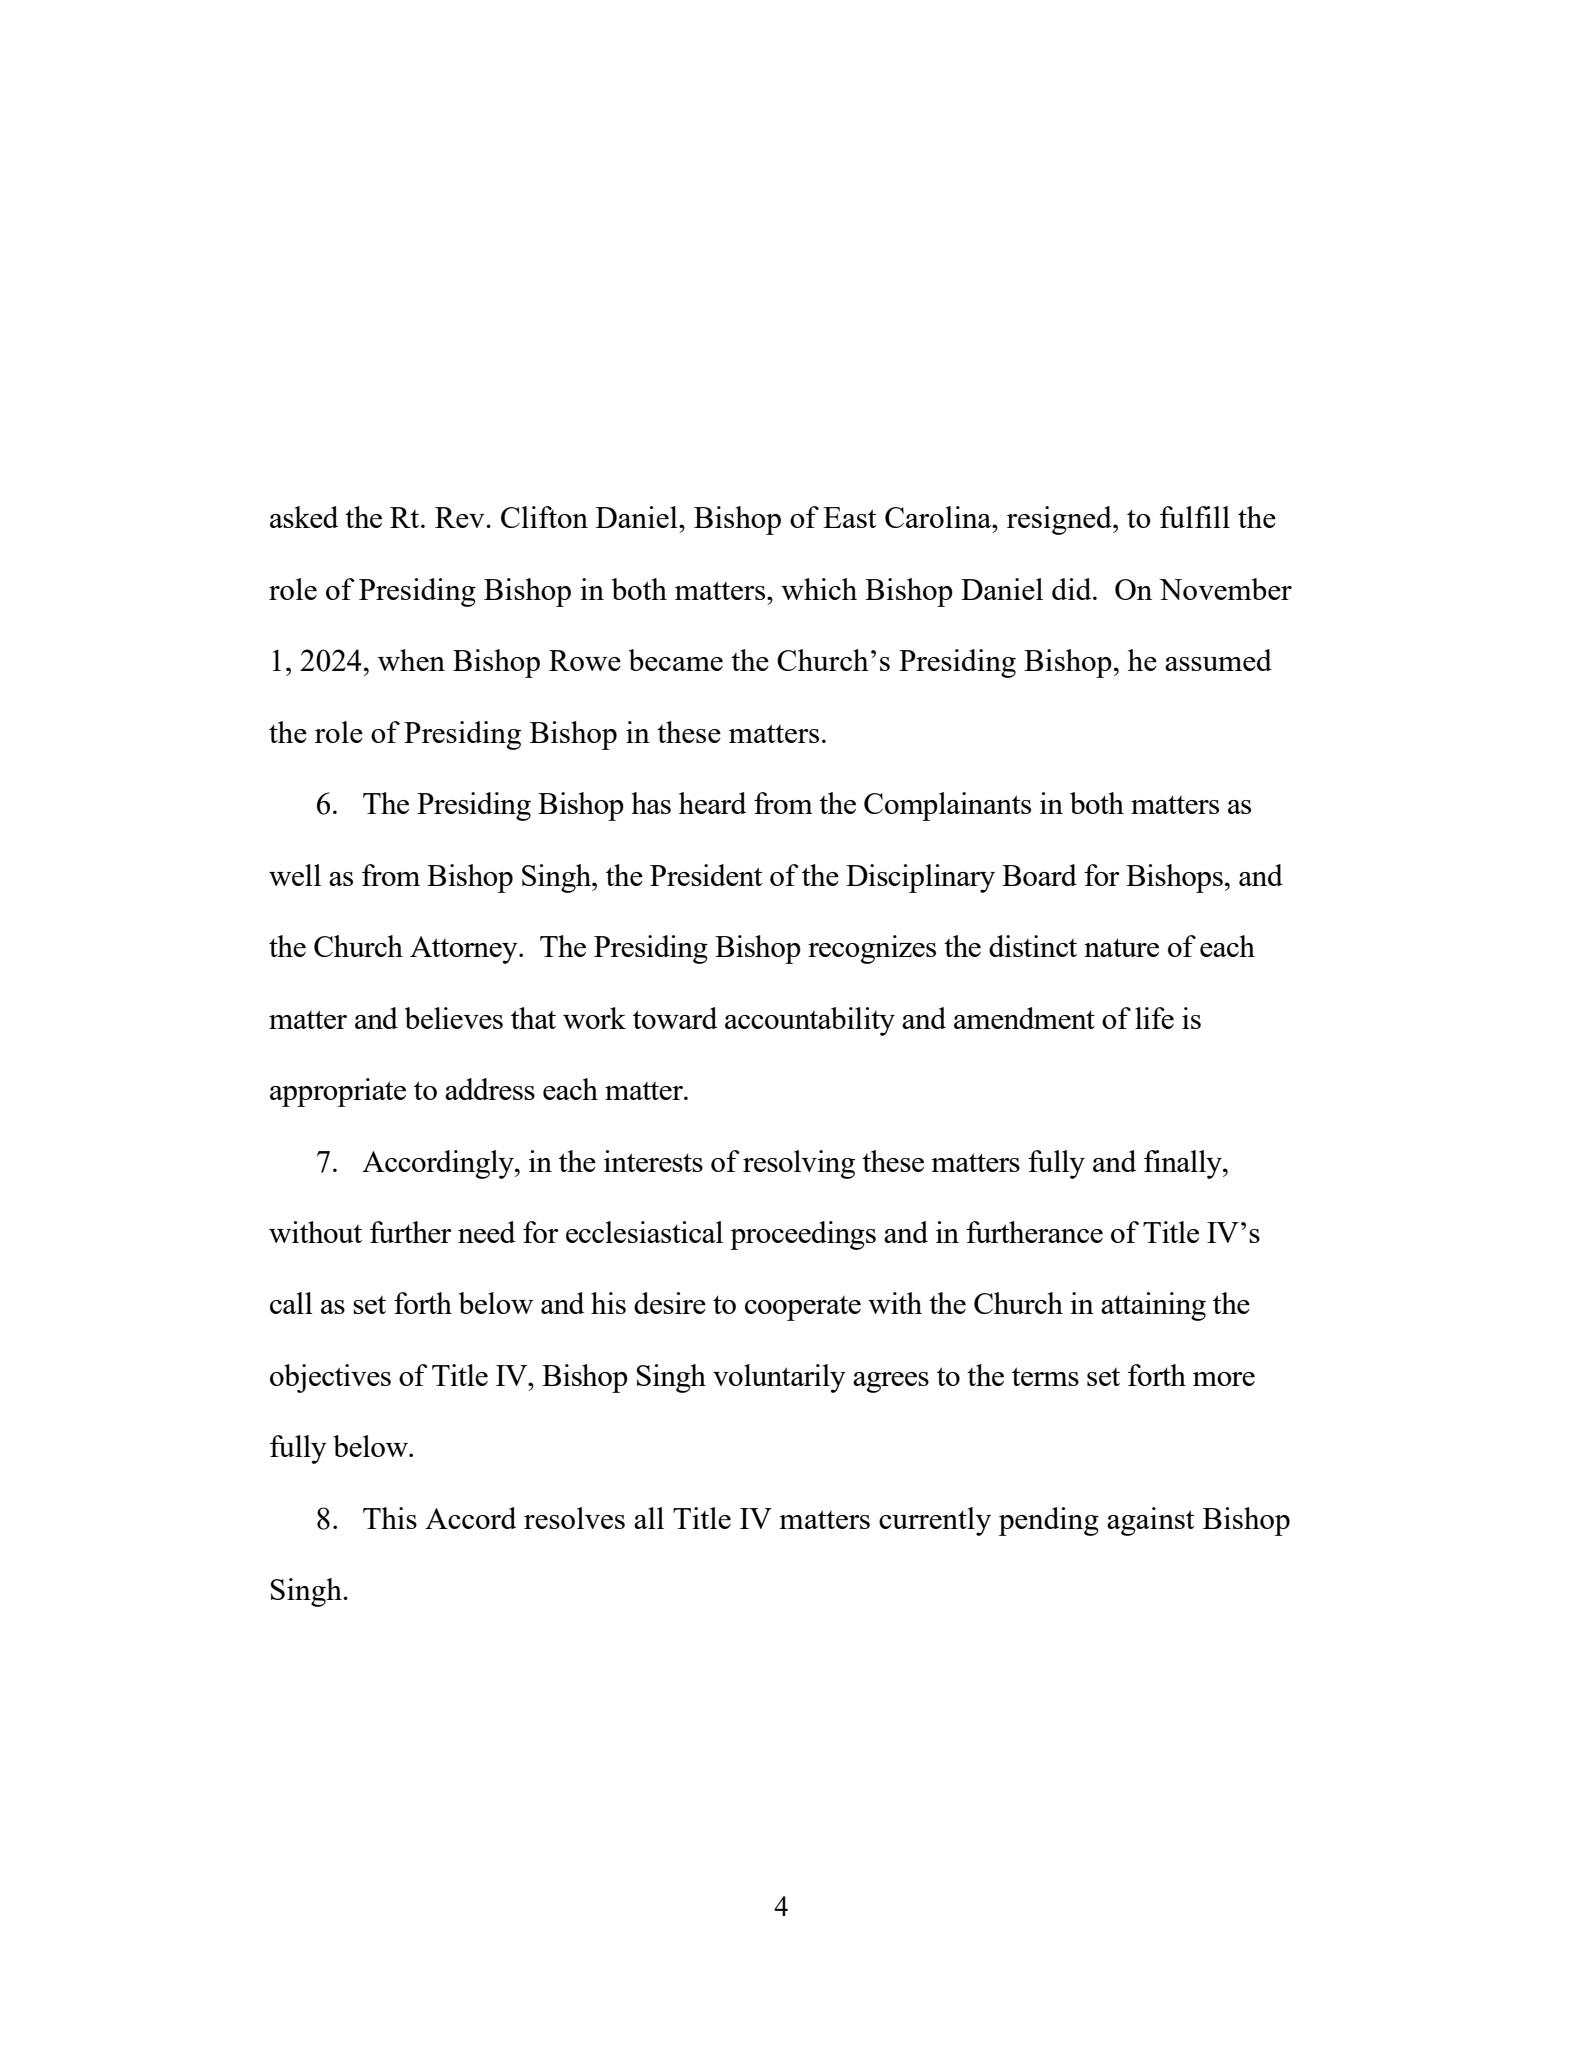 asked the Rt. Rev. Clifton Daniel, Bishop of East Carolina, resigned, to fulfill the
role of Presiding Bishop in both matters, which Bishop Daniel did.  On November
1, 2024, when Bishop Rowe became the Church’s Presiding Bishop, he assumed
the role of Presiding Bishop in these matters.
6.   The Presiding Bishop has heard from the Complainants in both matters as
well as from Bishop Singh, the President of the Disciplinary Board for Bishops, and
the Church Attorney.  The Presiding Bishop recognizes the distinct nature of each
matter and believes that work toward accountability and amendment of life is
appropriate to address each matter.
7.   Accordingly, in the interests of resolving these matters fully and finally,
without further need for ecclesiastical proceedings and in furtherance of Title IV’s
call as set forth below and his desire to cooperate with the Church in attaining the
objectives of Title IV, Bishop Singh voluntarily agrees to the terms set forth more
fully below.
8.   This Accord resolves all Title IV matters currently pending against Bishop
Singh.
4